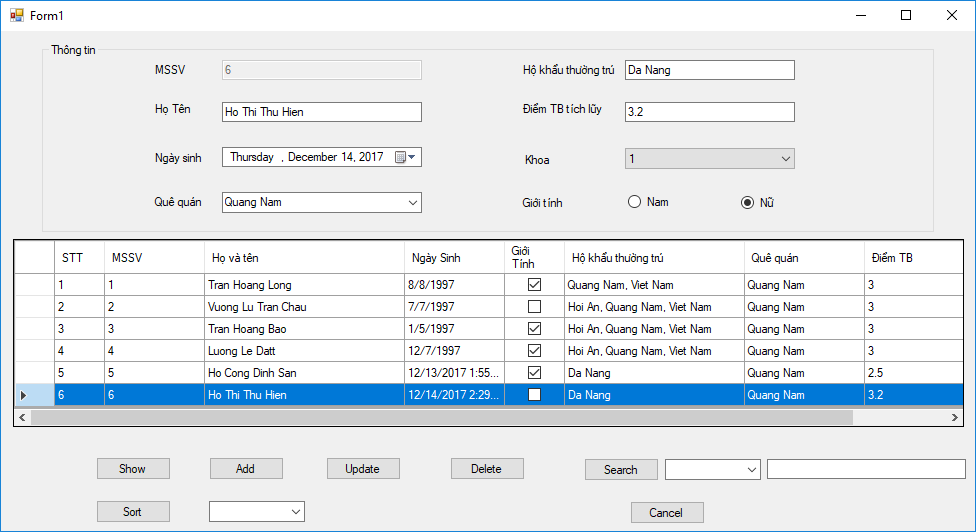 Form1
Thông tin
MSSV 6 Hộ khẩu thường trú Da Nang
Họ Tên Ho Thi Thu Hien Điểm TB tích lũy 3.2
Ngày sinh Thursday , December 14, 2017 Khoa 1
Quê quán Quang Nam Giới tính Nam Nữ
STT MSSV Họ và tên Ngày Sinh Giới Tính Hộ khẩu thường trú Quê quán Điểm TB
1 1 Tran Hoang Long 8/8/1997 Quang Nam, Viet Nam Quang Nam 3
2 2 Vuong Lu Tran Chau 7/7/1997 Hoi An, Quang Nam, Viet Nam Quang Nam 3
3 3 Tran Hoang Bao 1/5/1997 Hoi An, Quang Nam, Viet Nam Quang Nam 3
4 4 Luong Le Datt 12/7/1997 Hoi An, Quang Nam, Viet Nam Quang Nam 3
5 5 Ho Cong Dinh San 12/13/2017 1:55... Da Nang Quang Nam 2.5
6 6 Ho Thi Thu Hien 12/14/2017 2:29... Da Nang Quang Nam 3.2
Show Add Update Delete Search
Sort Cancel